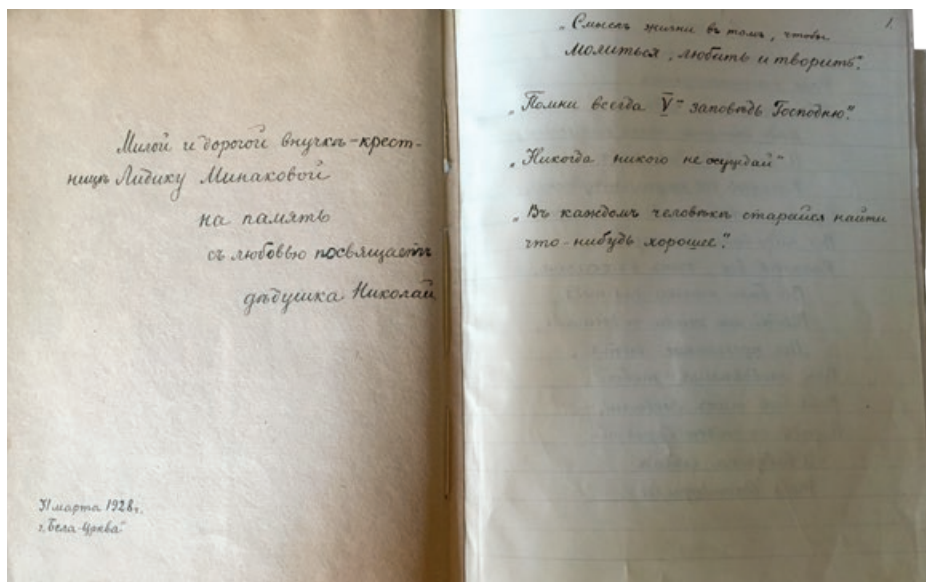 Милой и дорогой внучкѣ-крест-
ницѣ Лидику Минаковой
на память
съ любовью посвящаетъ
дѣдушка Николай
31 марта 1928 г.
г. „Бела-Црква"
1.
„Смыслъ жизни въ томъ, чтобы
молиться, любить и творить".
„Помни всегда V-ю заповѣдь Господню".
„Никогда никого не осуждай"
„Въ каждомъ человѣкѣ старайся найти
что-нибудь хорошее".